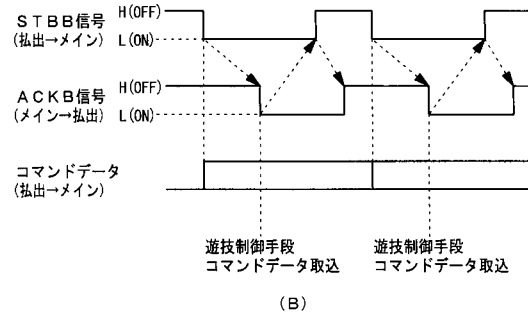 STBB信号
(払出→メイン)
H(OFF)
L(ON)
ACKB信号
(メイン→払出)
H(OFF)
L(ON)
コマンドデータ
(払出→メイン)
遊技制御手段
コマンドデータ取込
遊技制御手段
コマンドデータ取込
(B)